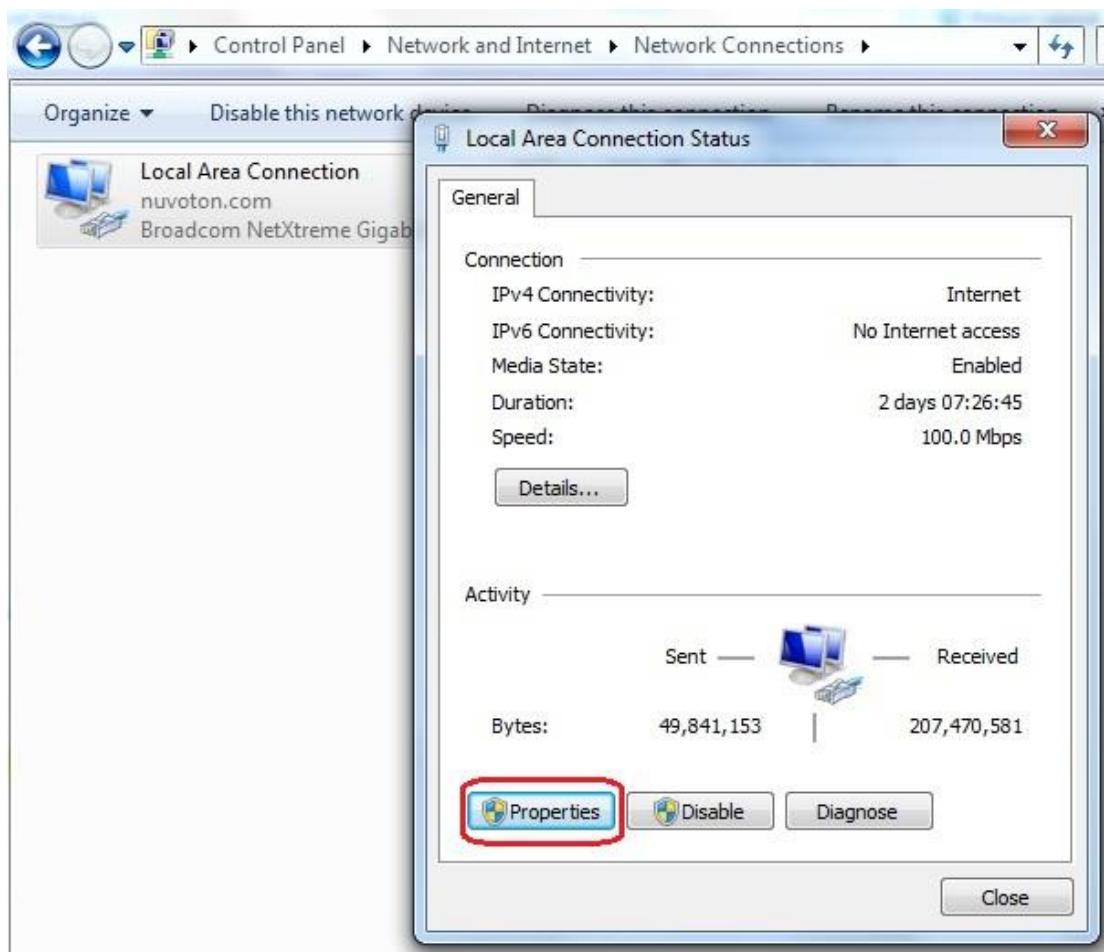 Control Panel Network and Internet Network Connections
Organize Disable this network
Local Area Connection Status
Local Area Connection
nuvoton.com
Broadcom NetXtreme Gigab
General
Connection
IPv4 Connectivity: Internet
IPv6 Connectivity: No Internet access
Media State: Enabled
Duration: 2 days 07:26:45
Speed: 100.0 Mbps
Details...
Activity
Sent Received
Bytes: 49,841,153 207,470,581
Properties Disable Diagnose
Close